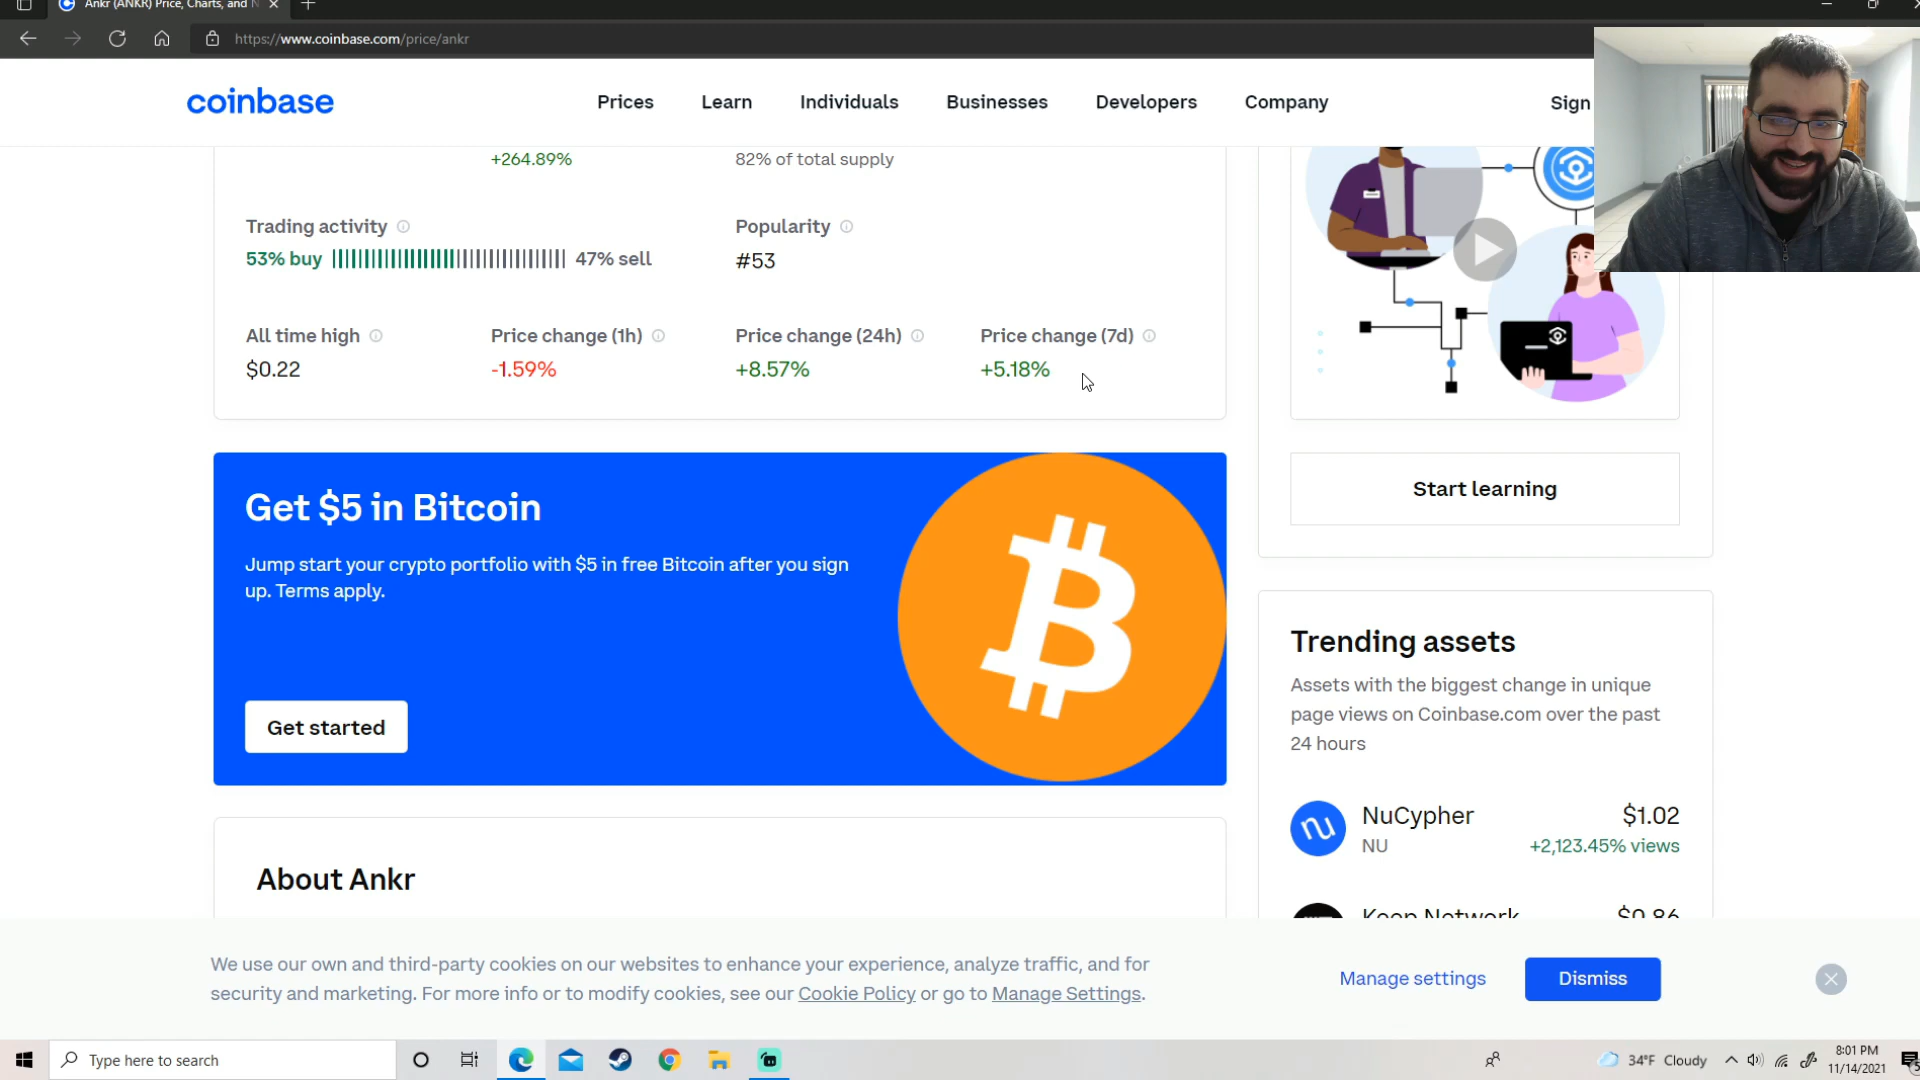 Ankr (ANKR) Price, Charts, and N
https://www.coinbase.com/price/ankr
coinbase
Prices
Learn
Individuals
Businesses
Developers
Company
Sign
+264.89%
82% of total supply
Trading activity
Popularity
53% buy
47% sell
#53
All time high
Price change (1h)
Price change (24h)
Price change (7d)
$0.22
-1.59%
+8.57%
+5.18%
Get $5 in Bitcoin
Jump start your crypto portfolio with $5 in free Bitcoin after you sign
up. Terms apply.
Get started
About Ankr
Start learning
Trending assets
Assets with the biggest change in unique
page views on Coinbase.com over the past
24 hours
NuCypher
$1.02
NU
+2,123.45% views
Keep Network
$0.86
We use our own and third-party cookies on our websites to enhance your experience, analyze traffic, and for
security and marketing. For more info or to modify cookies, see our Cookie Policy or go to Manage Settings.
Manage settings
Dismiss
Type here to search
34°F Cloudy
8:01 PM
11/14/2021